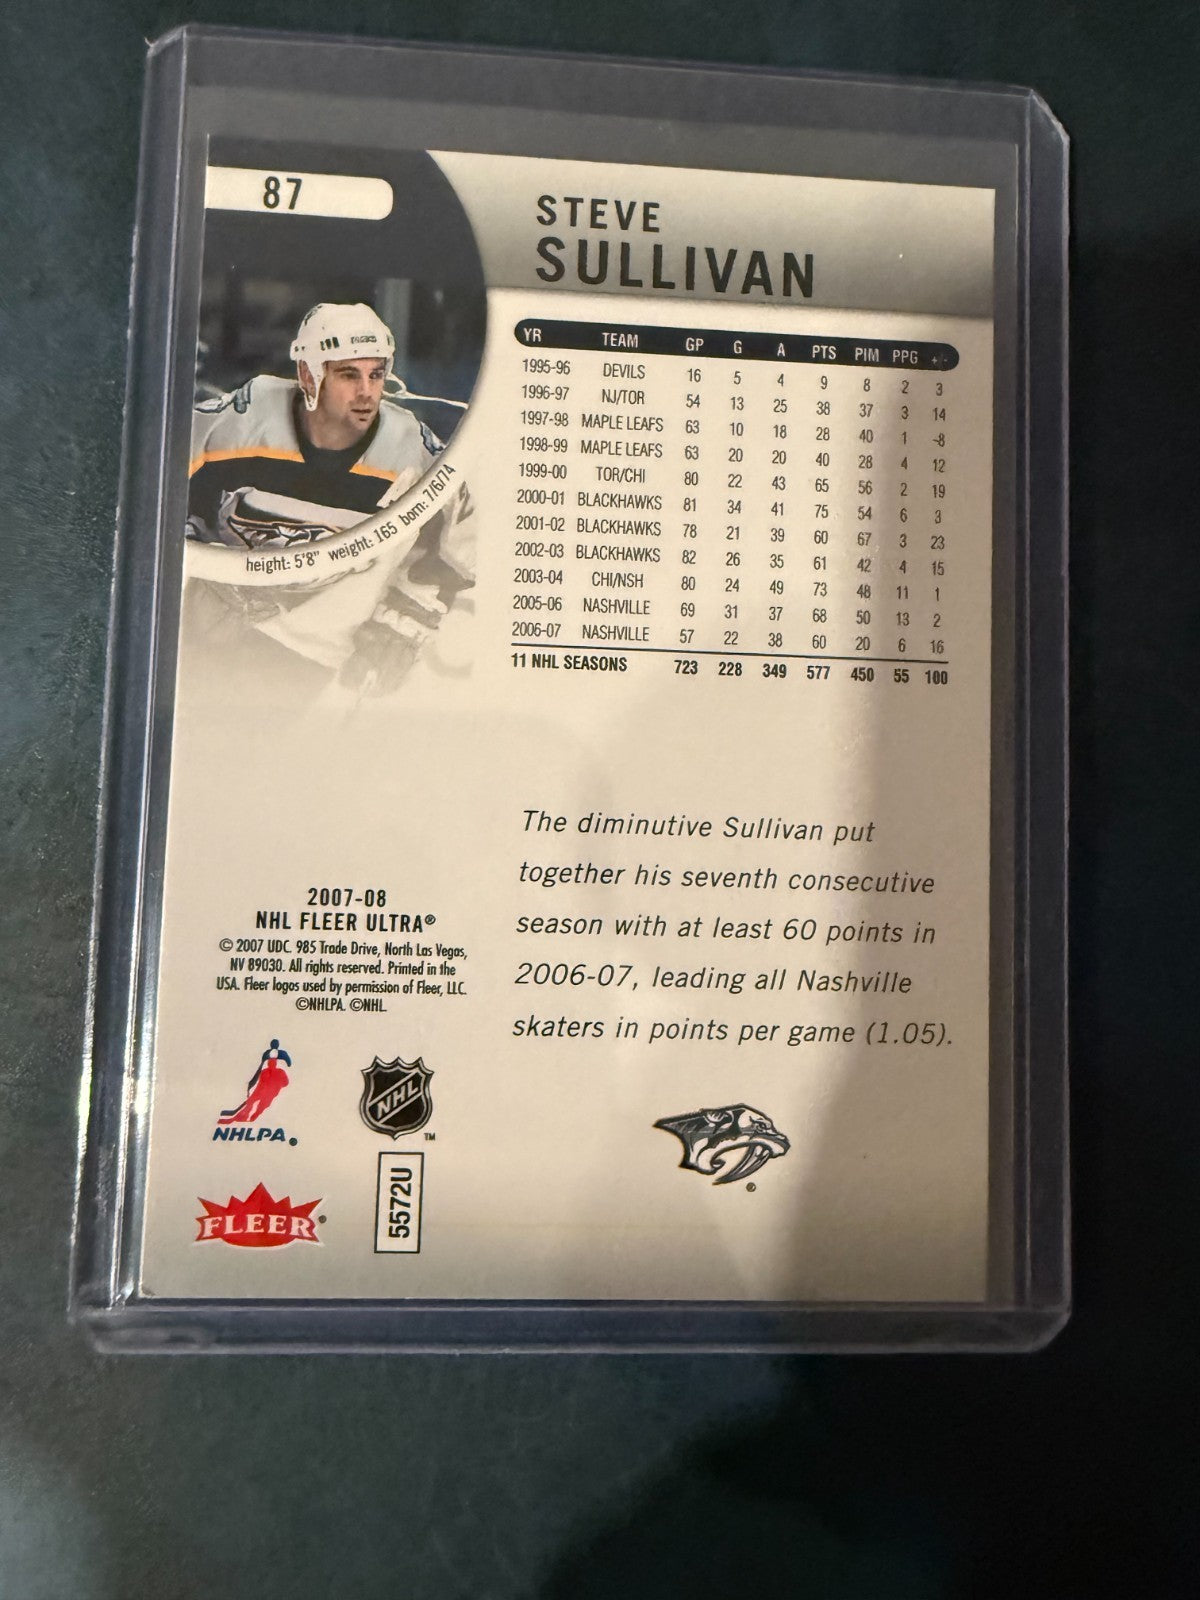 87
STEVE
SULLIVAN
YR TEAM GP G A PTS PIM PPG + -
1995-96 DEVILS 16 5 4 9 8 2 3
1996-97 NJ/TOR 54 13 25 38 37 3 14
1997-98 MAPLE LEAFS 63 10 18 28 40 1 -8
1998-99 MAPLE LEAFS 63 20 20 40 28 4 12
1999-00 TOR/CHI 80 22 43 65 56 2 19
2000-01 BLACKHAWKS 81 34 41 75 54 6 3
2001-02 BLACKHAWKS 78 21 39 60 67 3 23
2002-03 BLACKHAWKS 82 26 35 61 42 4 15
2003-04 CHI/NSH 80 24 49 73 48 11 1
2005-06 NASHVILLE 69 31 37 68 50 13 2
2006-07 NASHVILLE 57 22 38 60 20 6 16
11 NHL SEASONS 723 228 349 577 450 55 100
height: 5'8" weight: 165 born: 7/6/74
The diminutive Sullivan put
together his seventh consecutive
season with at least 60 points in
2006-07, leading all Nashville
skaters in points per game (1.05).
2007-08
NHL FLEER ULTRA®
© 2007 UDC. 985 Trade Drive, North Las Vegas,
NV 89030. All rights reserved. Printed in the
USA. Fleer logos used by permission of Fleer, LLC.
©NHLPA. ©NHL.
NHLPA®
NHL™
FLEER®
5572U
®